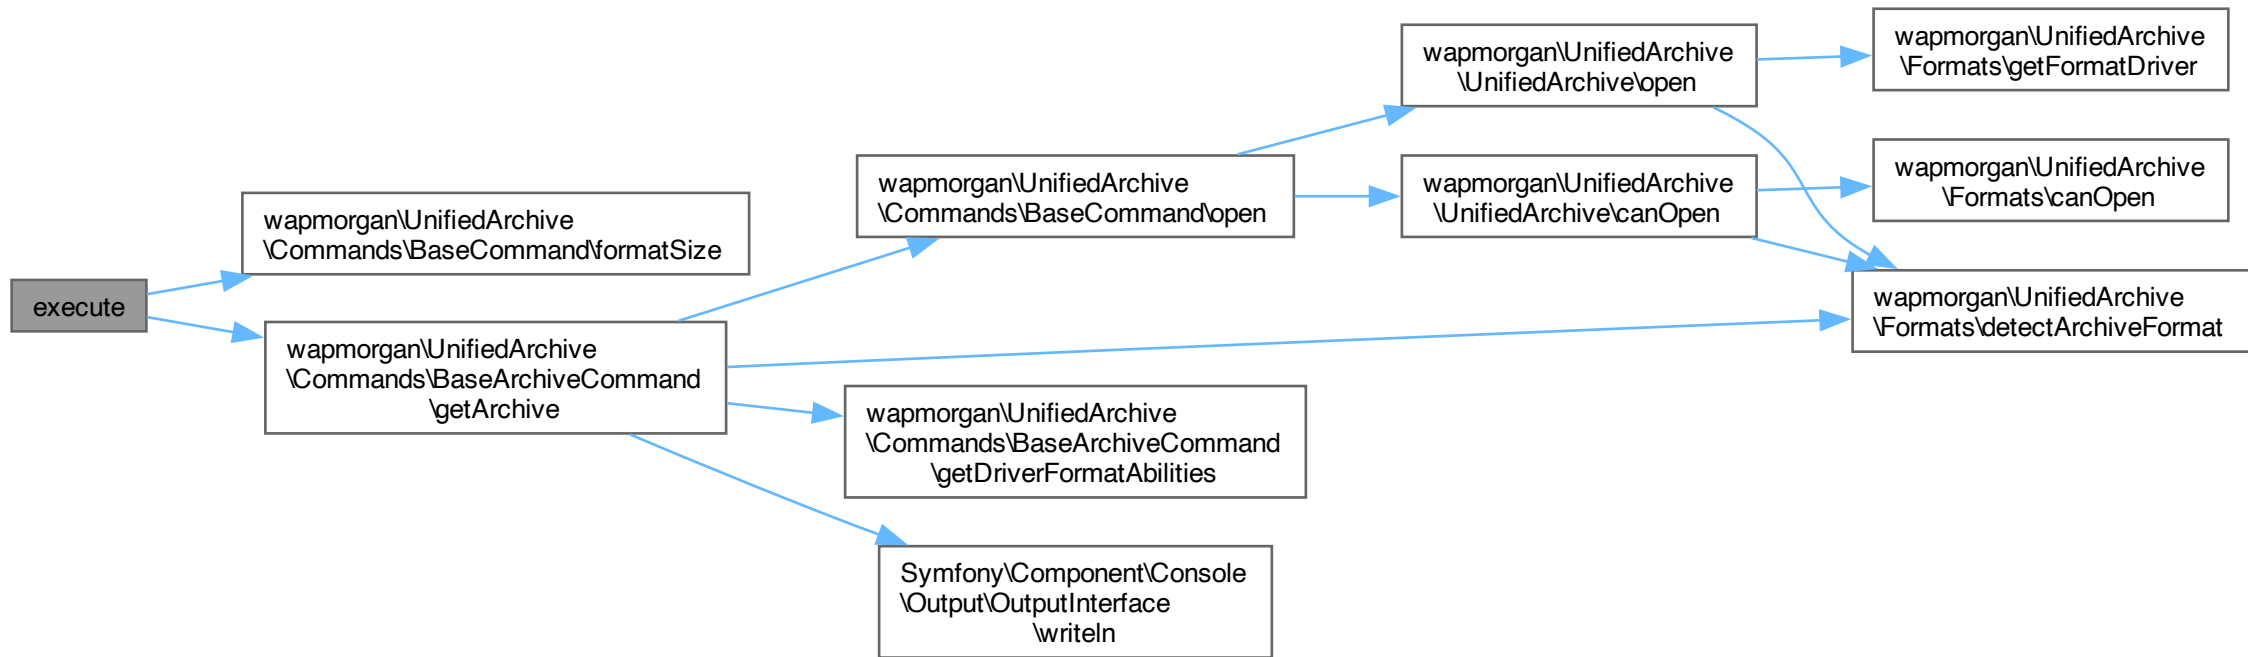 execute
wapmorgan\UnifiedArchive
\Commands\BaseCommand\formatSize
wapmorgan\UnifiedArchive
\Commands\BaseArchiveCommand
\getArchive
wapmorgan\UnifiedArchive
\Commands\BaseCommand\open
wapmorgan\UnifiedArchive
\Commands\BaseArchiveCommand
\getDriverFormatAbilities
Symfony\Component\Console
\Output\OutputInterface
\writeln
wapmorgan\UnifiedArchive
\UnifiedArchive\open
wapmorgan\UnifiedArchive
\UnifiedArchive\canOpen
wapmorgan\UnifiedArchive
\Formats\getFormatDriver
wapmorgan\UnifiedArchive
\Formats\canOpen
wapmorgan\UnifiedArchive
\Formats\detectArchiveFormat